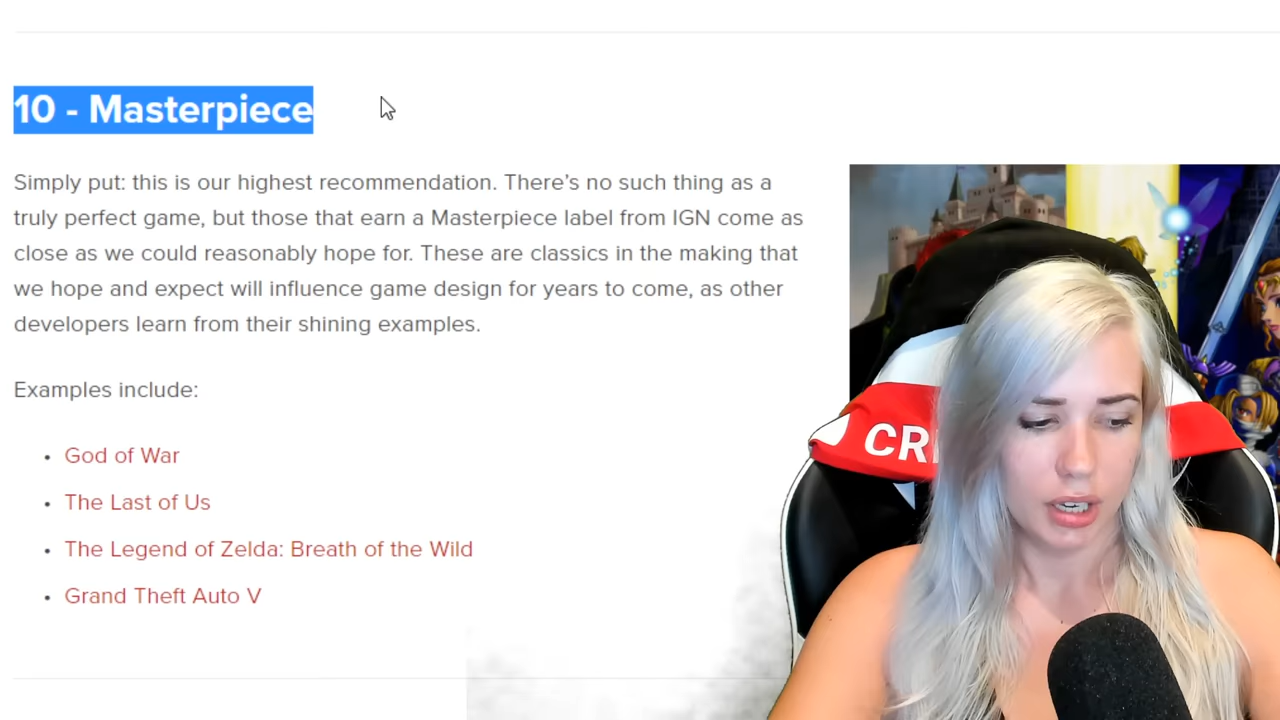 10 - Masterpiece
Simply put: this is our highest recommendation. There’s no such thing as a
truly perfect game, but those that earn a Masterpiece label from IGN come as
close as we could reasonably hope for. These are classics in the making that
we hope and expect will influence game design for years to come, as other
developers learn from their shining examples.
Examples include:
• God of War
• The Last of Us
• The Legend of Zelda: Breath of the Wild
• Grand Theft Auto V